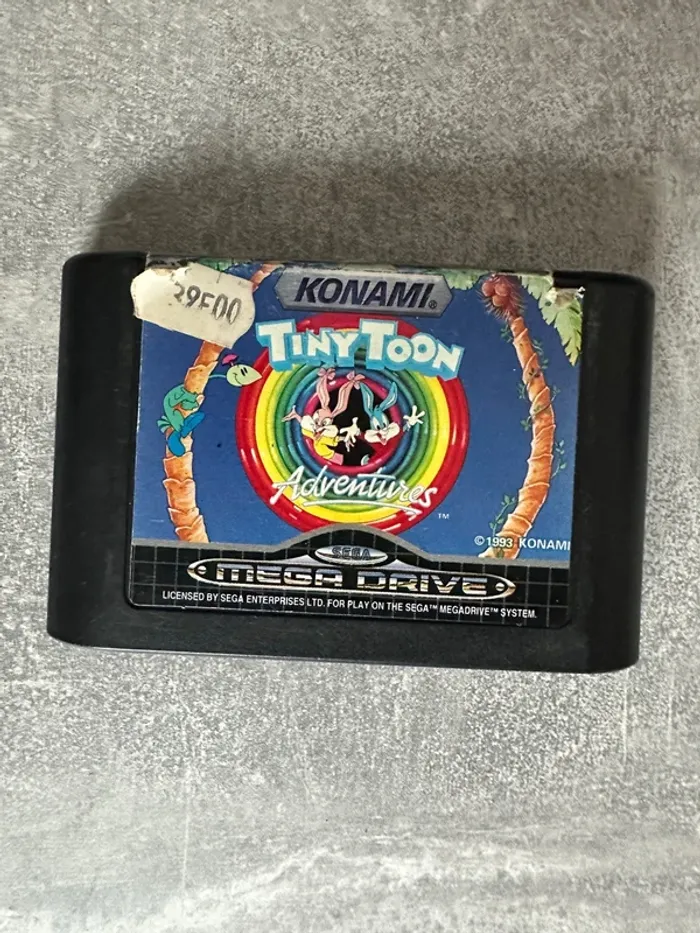 39F00
KONAMI®
TINY TOON
Adventures
TM
© 1993 KONAMI
SEGA
MEGA DRIVE
LICENSED BY SEGA ENTERPRISES LTD. FOR PLAY ON THE SEGA™ MEGADRIVE™ SYSTEM.